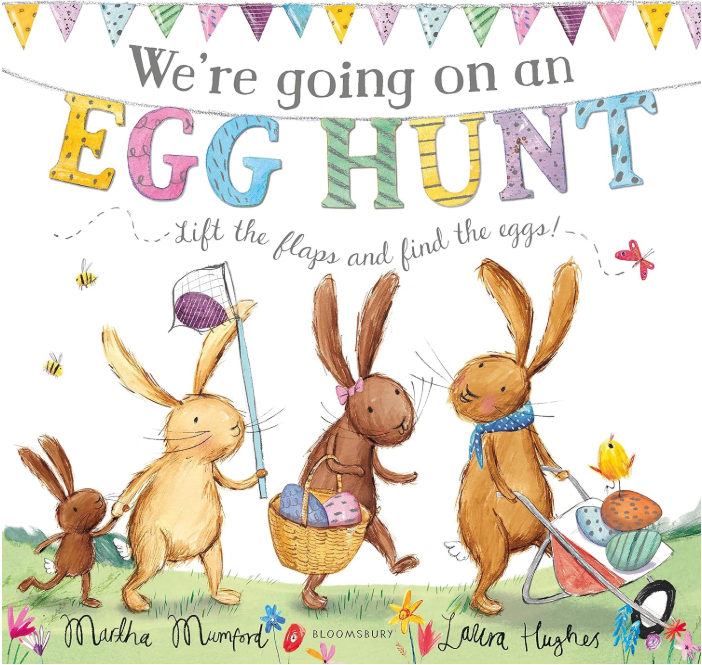 We're going on an
EGG HUNT
Lift the flaps and find the eggs!
Martha Mumford
BLOOMSBURY
Laura Hughes